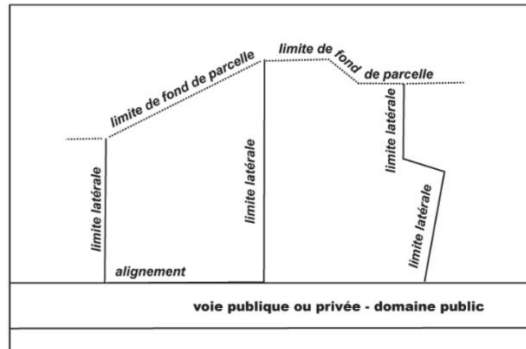 limite de fond de parcelle
limite de fond
de parcelle
limite latérale
limite latérale
limite latérale
limite latérale
alignement
voie publique ou privée - domaine public